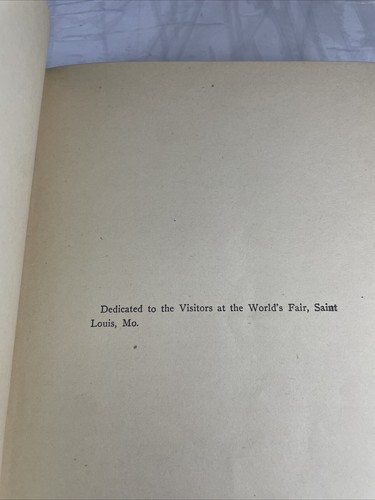 Dedicated to the Visitors at the World's Fair, Saint
Louis, Mo.